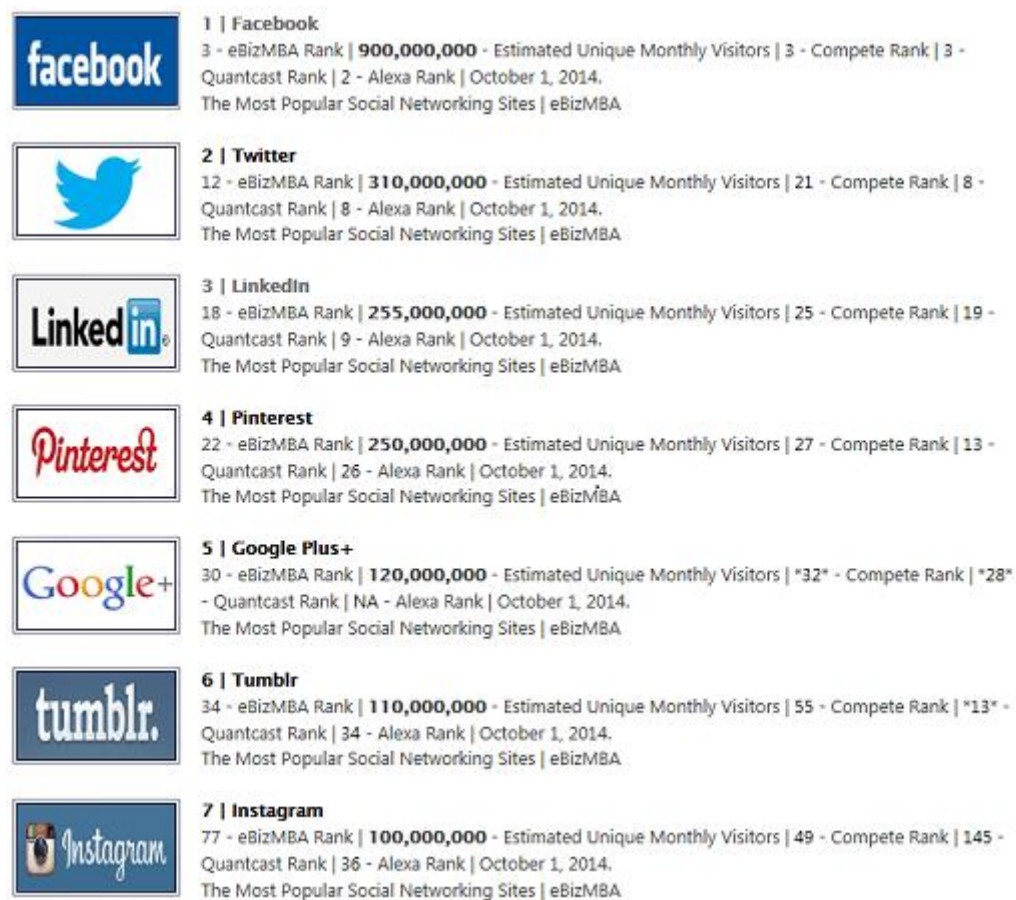 facebook
1 | Facebook
3 - eBizMBA Rank | 900,000,000 - Estimated Unique Monthly Visitors | 3 - Compete Rank | 3 -
Quantcast Rank | 2 - Alexa Rank | October 1, 2014.
The Most Popular Social Networking Sites | eBizMBA
2 | Twitter
12 - eBizMBA Rank | 310,000,000 - Estimated Unique Monthly Visitors | 21 - Compete Rank | 8 -
Quantcast Rank | 8 - Alexa Rank | October 1, 2014.
The Most Popular Social Networking Sites | eBizMBA
Linked in®
3 | LinkedIn
18 - eBizMBA Rank | 255,000,000 - Estimated Unique Monthly Visitors | 25 - Compete Rank | 19 -
Quantcast Rank | 9 - Alexa Rank | October 1, 2014.
The Most Popular Social Networking Sites | eBizMBA
Pinterest
4 | Pinterest
22 - eBizMBA Rank | 250,000,000 - Estimated Unique Monthly Visitors | 27 - Compete Rank | 13 -
Quantcast Rank | 26 - Alexa Rank | October 1, 2014.
The Most Popular Social Networking Sites | eBizMBA
Google+
5 | Google Plus+
30 - eBizMBA Rank | 120,000,000 - Estimated Unique Monthly Visitors | *32* - Compete Rank | *28*
- Quantcast Rank | NA - Alexa Rank | October 1, 2014.
The Most Popular Social Networking Sites | eBizMBA
tumblr.
6 | Tumblr
34 - eBizMBA Rank | 110,000,000 - Estimated Unique Monthly Visitors | 55 - Compete Rank | *13* -
Quantcast Rank | 34 - Alexa Rank | October 1, 2014.
The Most Popular Social Networking Sites | eBizMBA
Instagram
7 | Instagram
77 - eBizMBA Rank | 100,000,000 - Estimated Unique Monthly Visitors | 49 - Compete Rank | 145 -
Quantcast Rank | 36 - Alexa Rank | October 1, 2014.
The Most Popular Social Networking Sites | eBizMBA